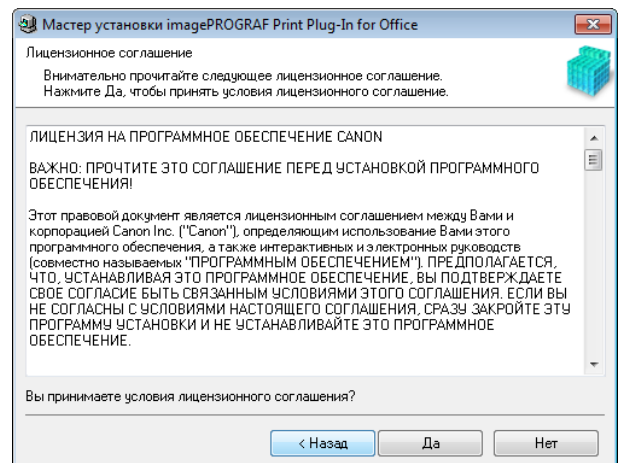 Мастер установки imagePROGRAF Print Plug-In for Office
Лицензионное соглашение
Внимательно прочитайте следующее лицензионное соглашение.
Нажмите Да, чтобы принять условия лицензионного соглашения.
ЛИЦЕНЗИЯ НА ПРОГРАММНОЕ ОБЕСПЕЧЕНИЕ CANON
ВАЖНО: ПРОЧТИТЕ ЭТО СОГЛАШЕНИЕ ПЕРЕД УСТАНОВКОЙ ПРОГРАММНОГО
ОБЕСПЕЧЕНИЯ!
Этот правовой документ является лицензионным соглашением между Вами и
корпорацией Canon Inc. ("Canon"), определяющим использование Вами этого
программного обеспечения, а также интерактивных и электронных руководств
(совместно называемых "ПРОГРАММНЫМ ОБЕСПЕЧЕНИЕМ"). ПРЕДПОЛАГАЕТСЯ,
ЧТО, УСТАНАВЛИВАЯ ЭТО ПРОГРАММНОЕ ОБЕСПЕЧЕНИЕ, ВЫ ПОДТВЕРЖДАЕТЕ
СВОЕ СОГЛАСИЕ БЫТЬ СВЯЗАННЫМ УСЛОВИЯМИ ЭТОГО СОГЛАШЕНИЯ. ЕСЛИ ВЫ
НЕ СОГЛАСНЫ С УСЛОВИЯМИ НАСТОЯЩЕГО СОГЛАШЕНИЯ, СРАЗУ ЗАКРОЙТЕ ЭТУ
ПРОГРАММУ УСТАНОВКИ И НЕ УСТАНАВЛИВАЙТЕ ЭТО ПРОГРАММНОЕ
ОБЕСПЕЧЕНИЕ.
Вы принимаете условия лицензионного соглашения?
< Назад Да Нет